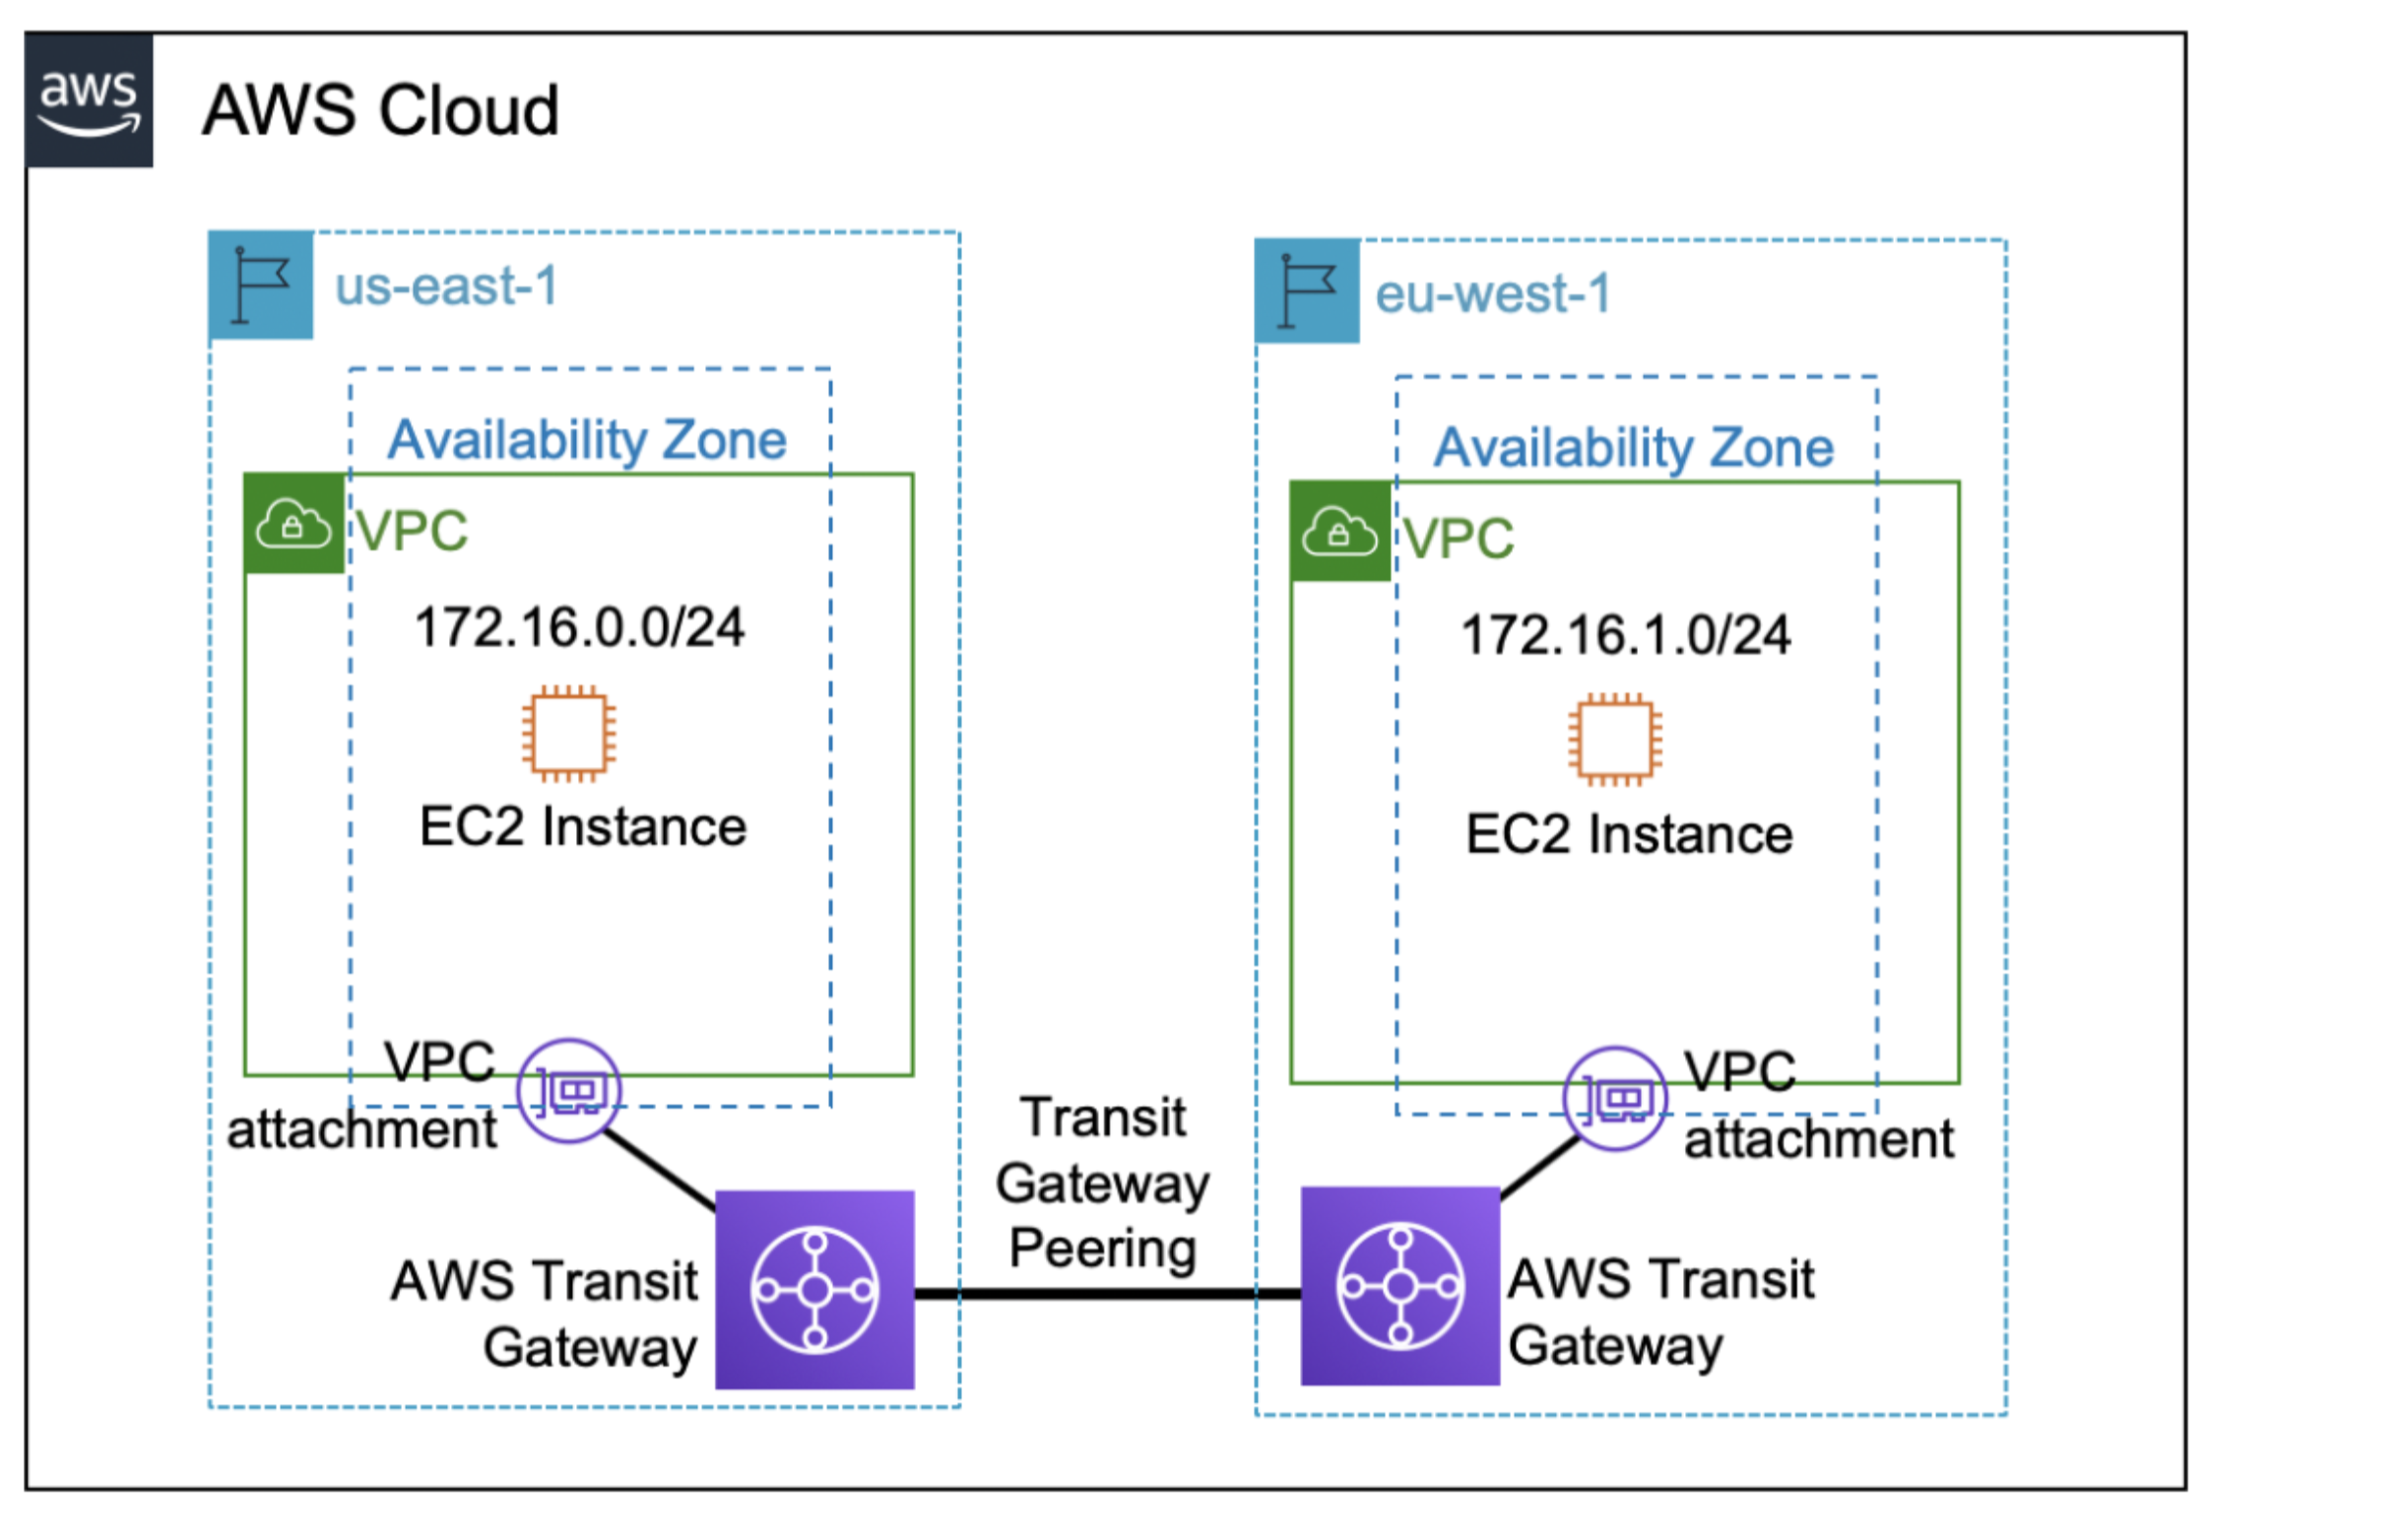 aws
AWS Cloud
us-east-1
Availability Zone
VPC
172.16.0.0/24
EC2 Instance
VPC
attachment
AWS Transit
Gateway
Transit
Gateway
Peering
eu-west-1
Availability Zone
VPC
172.16.1.0/24
EC2 Instance
VPC
attachment
AWS Transit
Gateway